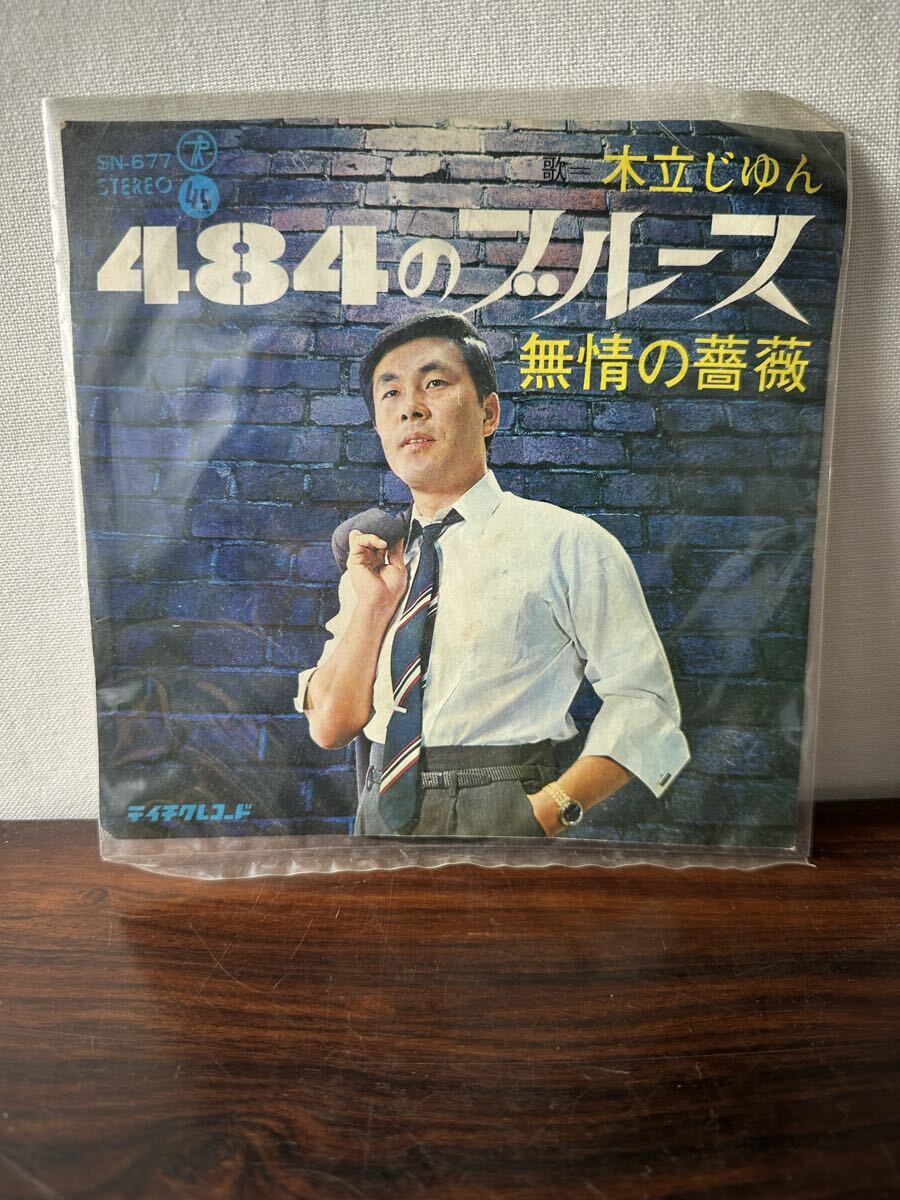 SN-677
STEREO
45
歌=木立じゆん
484のブルース
無情の薔薇
テイチクレコード